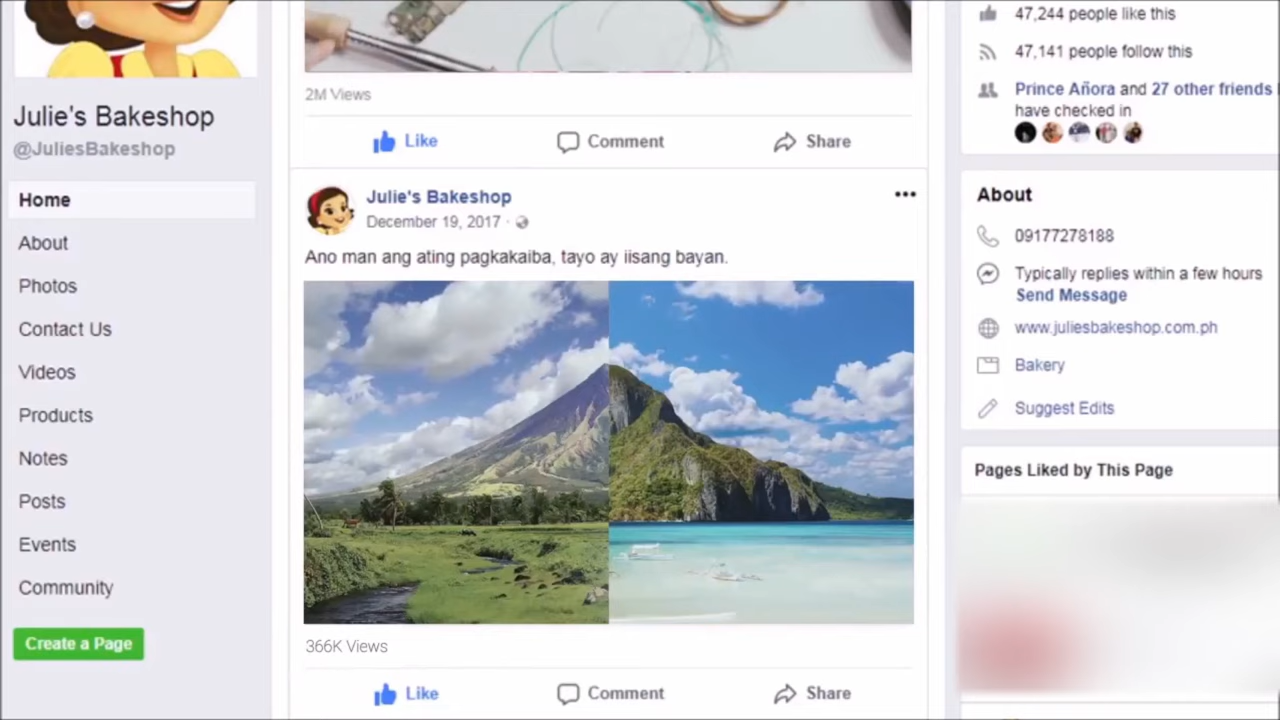 Julie's Bakeshop
@JuliesBakeshop
Home
About
Photos
Contact Us
Videos
Products
Notes
Posts
Events
Community
Create a Page
2M Views
Like
Comment
Share
Julie's Bakeshop
December 19, 2017 ·
Ano man ang ating pagkakaiba, tayo ay iisang bayan.
366K Views
Like
Comment
Share
47,244 people like this
47,141 people follow this
Prince Añora and 27 other friends
have checked in
About
09177278188
Typically replies within a few hours
Send Message
www.juliesbakeshop.com.ph
Bakery
Suggest Edits
Pages Liked by This Page